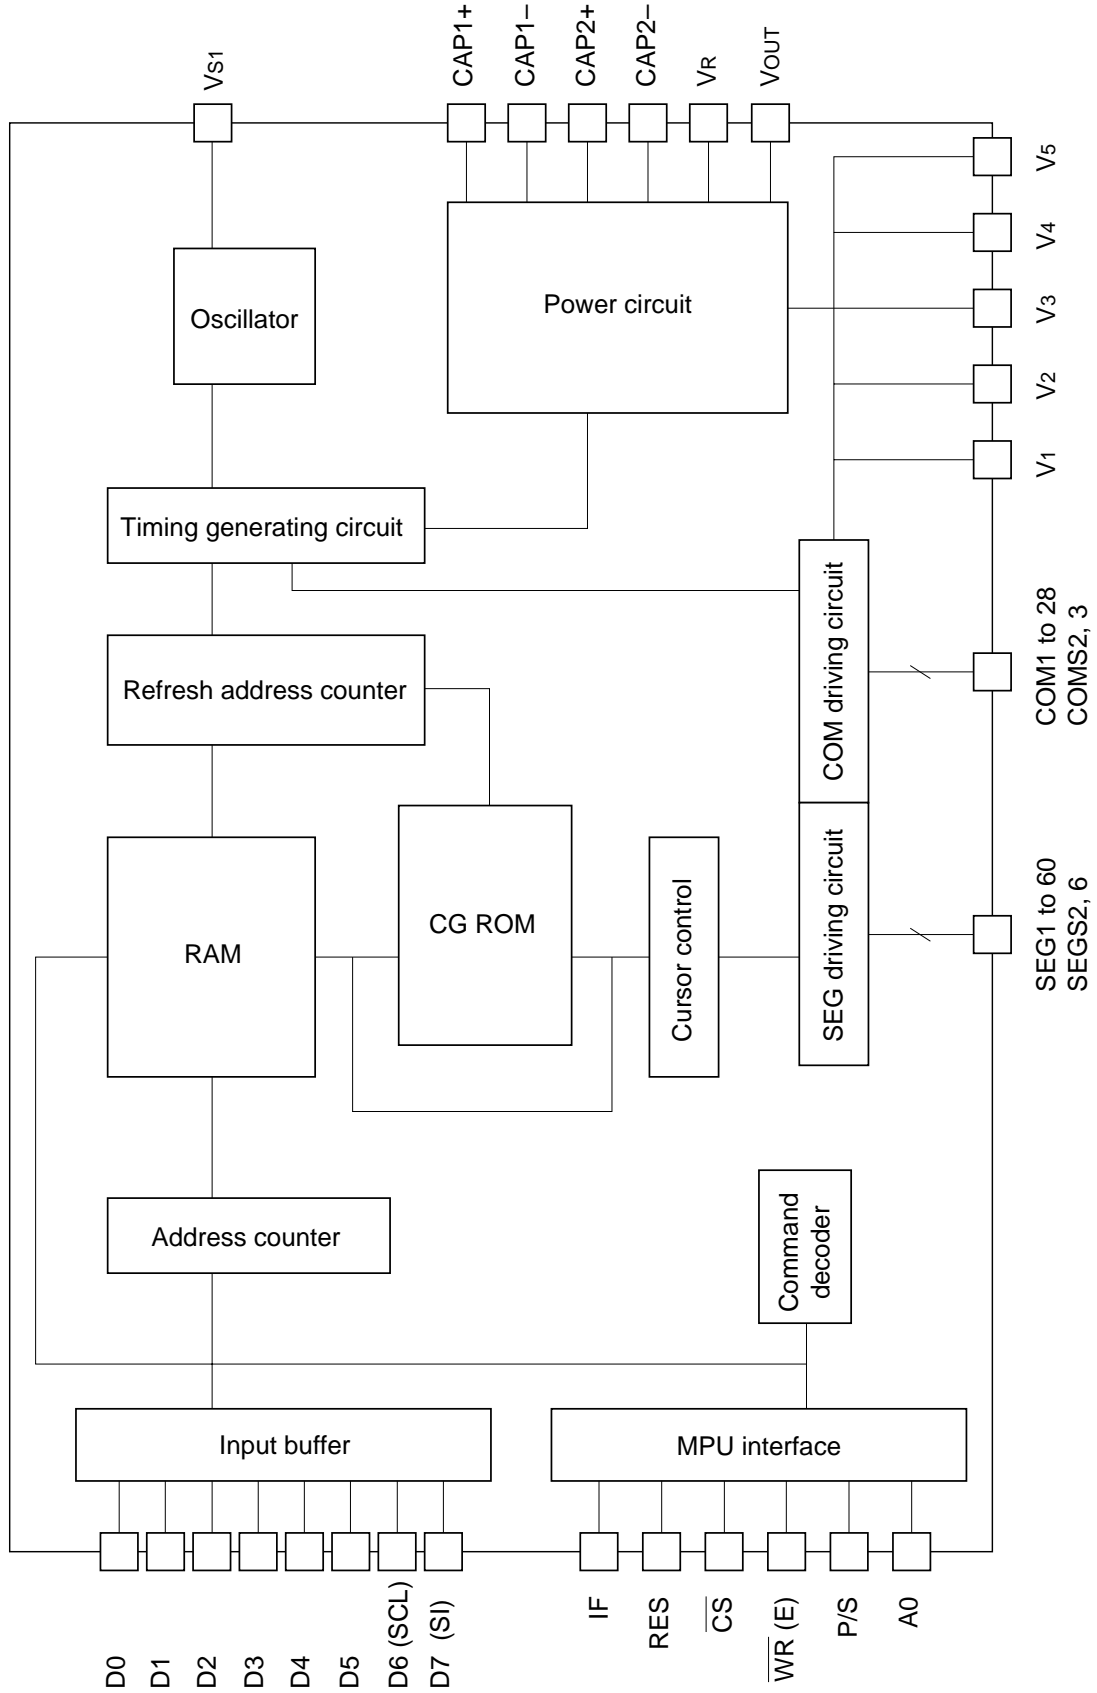 VS1
CAP1+
CAP1–
CAP2+
CAP2–
VR
VOUT
V5
V4
V3
V2
V1
Oscillator
Power circuit
Timing generating circuit
Refresh address counter
COM driving circuit
COM1 to 28
COMS2, 3
RAM
CG ROM
Cursor control
SEG driving circuit
SEG1 to 60
SEGS2, 6
Address counter
Command
decoder
Input buffer
MPU interface
D0
D1
D2
D3
D4
D5
D6 (SCL)
D7 (SI)
IF
RES
CS
WR (E)
P/S
A0